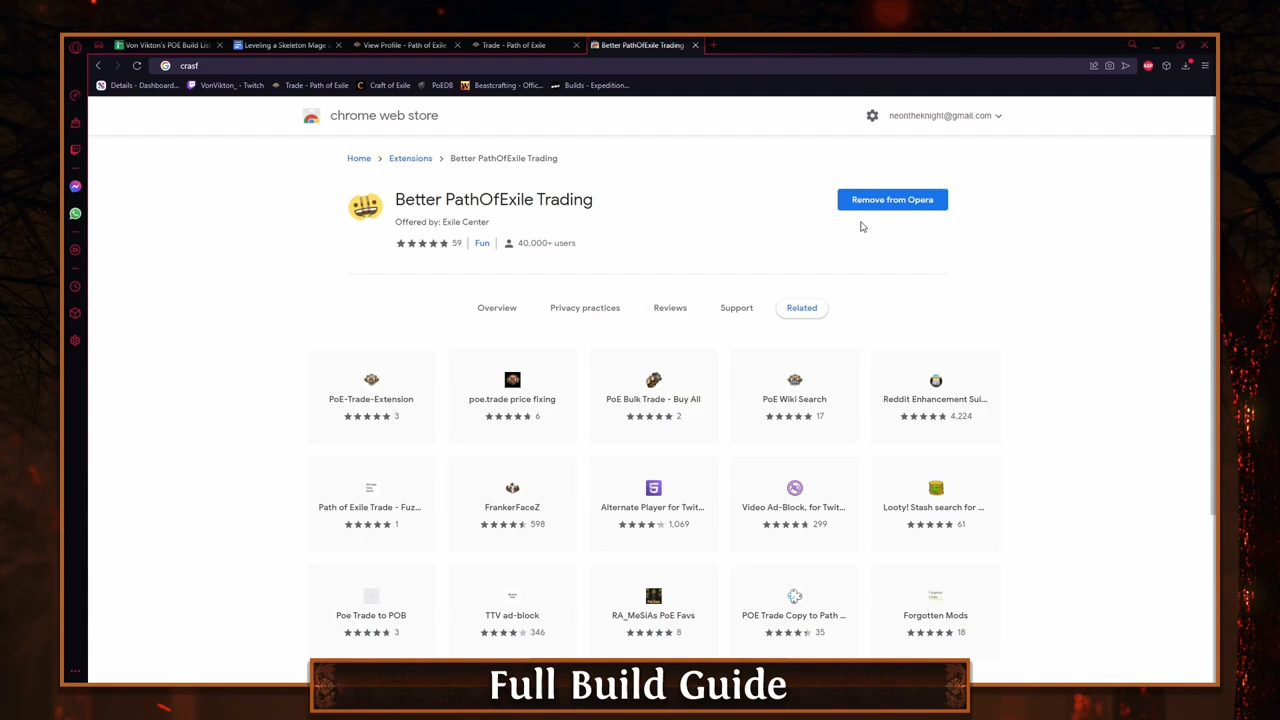 Von Vikton's POE Build List
Leveling a Skeleton Mage a
View Profile - Path of Exile
Trade - Path of Exile
Better PathOfExile Trading
crasf
Details - Dashboard...
VonVikton_ - Twitch
Trade - Path of Exile
Craft of Exile
PoEDB
Beastcrafting - Offic...
Builds - Expedition...
chrome web store
neontheknight@gmail.com
Home > Extensions > Better PathOfExile Trading
Better PathOfExile Trading
Remove from Opera
Offered by: Exile Center
59 | Fun | 40,000+ users
Overview
Privacy practices
Reviews
Support
Related
PoE-Trade-Extension
poe.trade price fixing
PoE Bulk Trade - Buy All
PoE Wiki Search
Reddit Enhancement Sui...
3
6
2
17
4,224
Path of Exile Trade - Fuz...
FrankerFaceZ
Alternate Player for Twit...
Video Ad-Block, for Twit...
Looty! Stash search for ...
1
598
1,069
299
61
Poe Trade to POB
TTV ad-block
RA_MeSiAs PoE Favs
POE Trade Copy to Path ...
Forgotten Mods
3
346
8
35
18
Full Build Guide